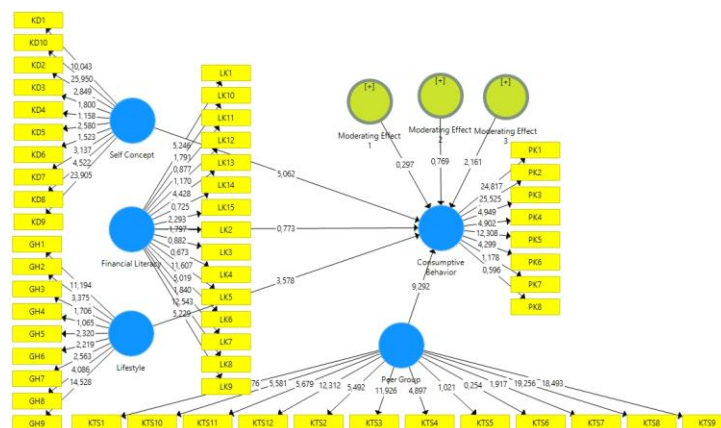 KD1
KD10
KD2
KD3
KD4
KD5
KD6
KD7
KD8
KD9
10,043
25,950
2,849
1,800
1,158
2,580
1,523
3,137
4,522
23,905
Self Concept
GH1
GH2
GH3
GH4
GH5
GH6
GH7
GH8
GH9
11,194
3,375
1,706
1,065
2,320
2,219
2,563
4,086
14,528
Lifestyle
Financial Literacy
5,246
1,791
0,877
1,170
4,428
0,725
2,293
1,797
0,882
0,673
11,607
5,019
1,840
12,543
5,229
LK1
LK10
LK11
LK12
LK13
LK14
LK15
LK2
LK3
LK4
LK5
LK6
LK7
LK8
LK9
5,062
0,773
3,578
9,292
[+]
[+]
[+]
Moderating Effect
1
Moderating Effect
2
Moderating Effect
3
0,297
0,769
2,161
Consumptive
Behavior
24,817
25,525
4,949
4,902
12,308
4,299
1,178
0,596
PK1
PK2
PK3
PK4
PK5
PK6
PK7
PK8
Peer Group
5,581
5,679
12,312
5,492
11,926
4,897
1,021
0,254
1,917
19,256
18,493
KTS1
KTS10
KTS11
KTS12
KTS2
KTS3
KTS4
KTS5
KTS6
KTS7
KTS8
KTS9